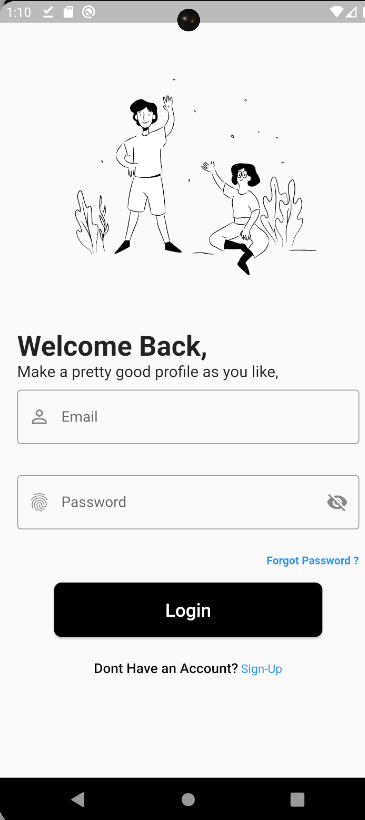 1:10
Welcome Back,
Make a pretty good profile as you like,
Email
Password
Forgot Password ?
Login
Dont Have an Account? Sign-Up